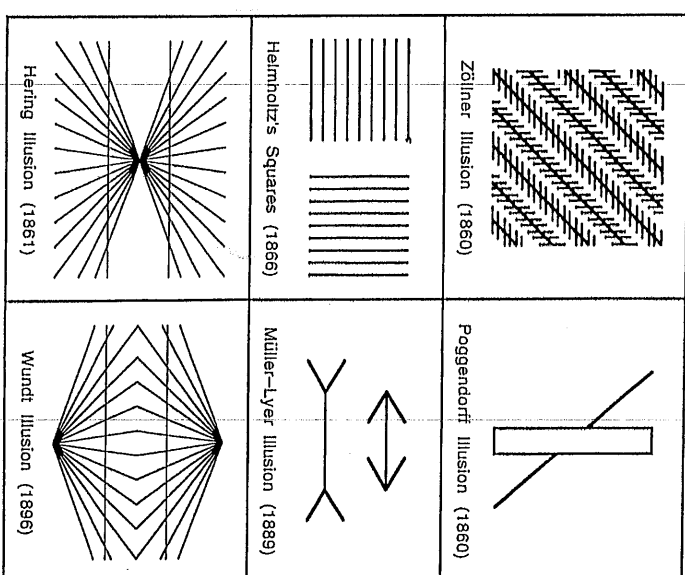 Zöllner Illusion (1860)
Poggendorff Illusion (1860)
Helmholtz's Squares (1866)
Müller-Lyer Illusion (1889)
Hering Illusion (1861)
Wundt Illusion (1896)